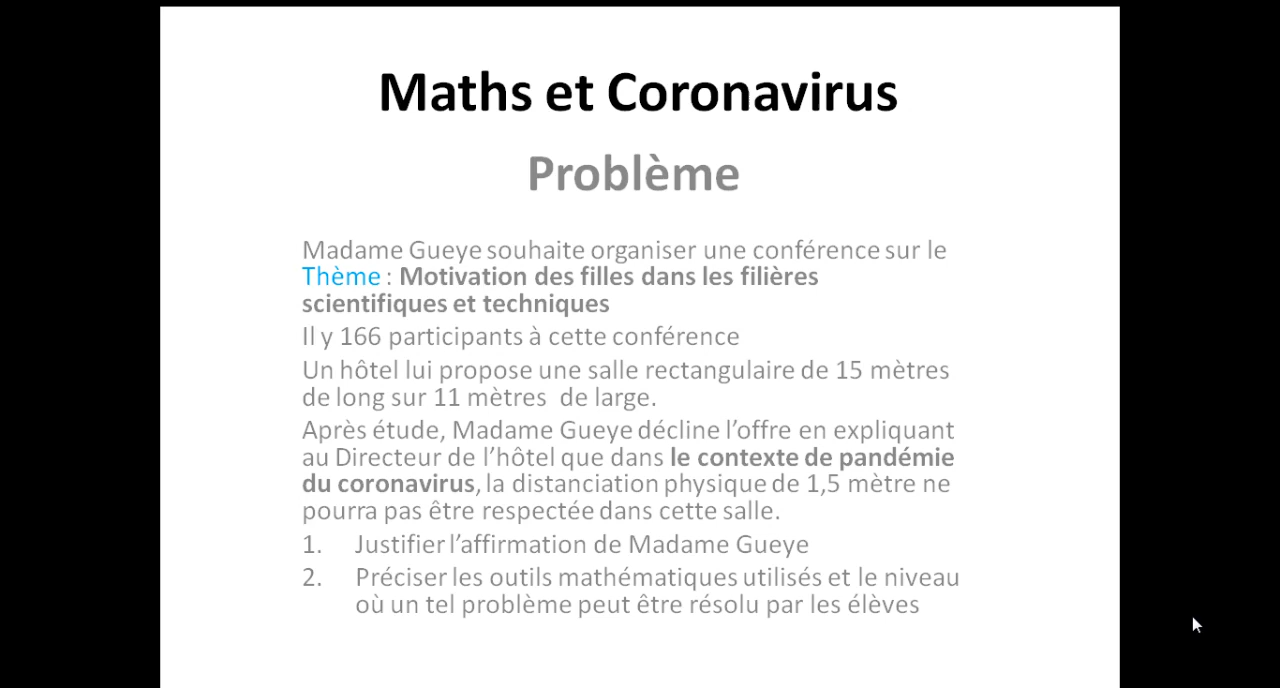 Maths et Coronavirus
Problème
Madame Gueye souhaite organiser une conférence sur le
Thème : Motivation des filles dans les filières
scientifiques et techniques
Il y 166 participants à cette conférence
Un hôtel lui propose une salle rectangulaire de 15 mètres
de long sur 11 mètres de large.
Après étude, Madame Gueye décline l’offre en expliquant
au Directeur de l’hôtel que dans le contexte de pandémie
du coronavirus, la distanciation physique de 1,5 mètre ne
pourra pas être respectée dans cette salle.
1. Justifier l’affirmation de Madame Gueye
2. Préciser les outils mathématiques utilisés et le niveau
où un tel problème peut être résolu par les élèves